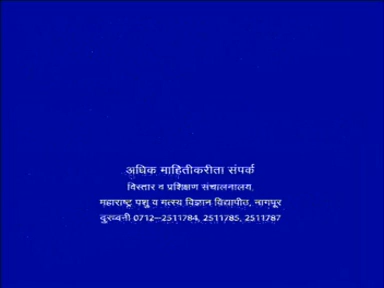 अधिक माहितीकरीता संपर्क
विस्तार व प्रशिक्षण संचालनालय,
महाराष्ट्र पशु व मत्स्य विज्ञान विद्यापीठ, नागपूर
दुरध्वनी 0712–2511784, 2511785, 2511787